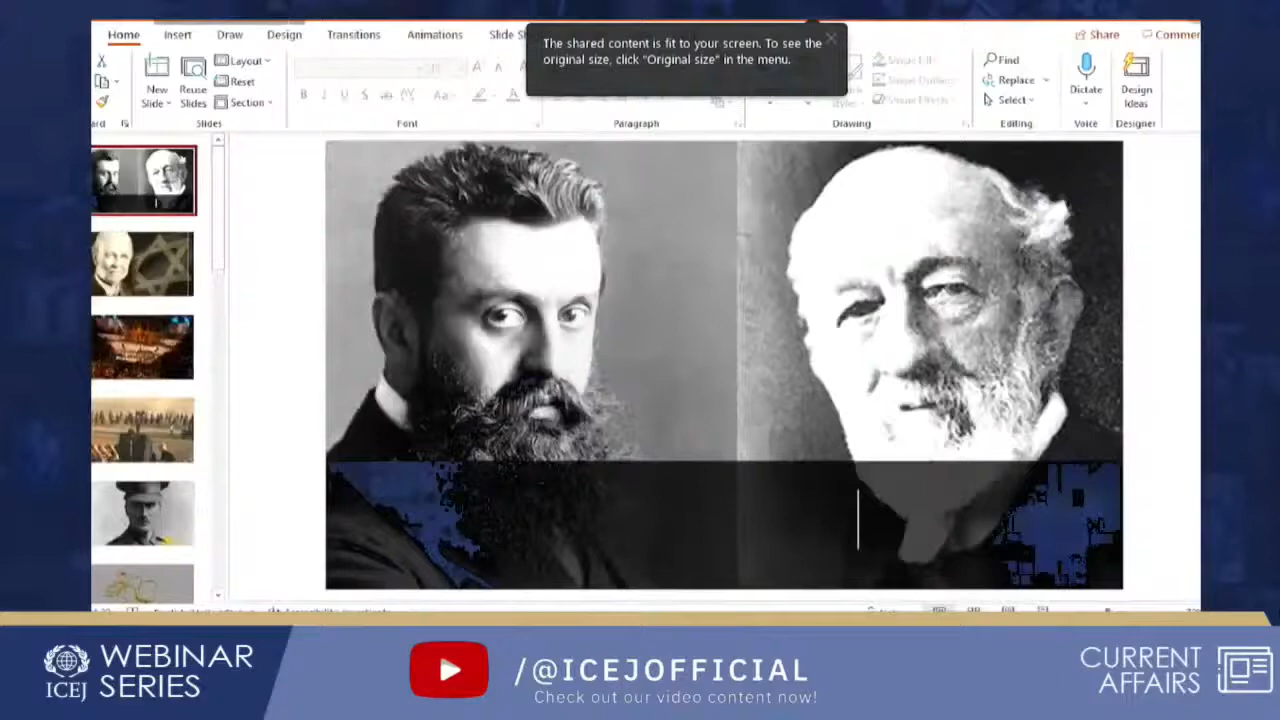 Home Insert Draw Design Transitions Animations Slide
Share
The shared content is fit to your screen. To see the
original size, click "Original size" in the menu.
Layout
Reset
Section
New
Slide
Reuse
Slides
Find
Replace
Select
Dictate
Design
Ideas
Slides Font Paragraph Drawing Editing Voice Designer
ICEJ
WEBINAR
SERIES
/@ICEJOFFICIAL
Check out our video content now!
CURRENT
AFFAIRS